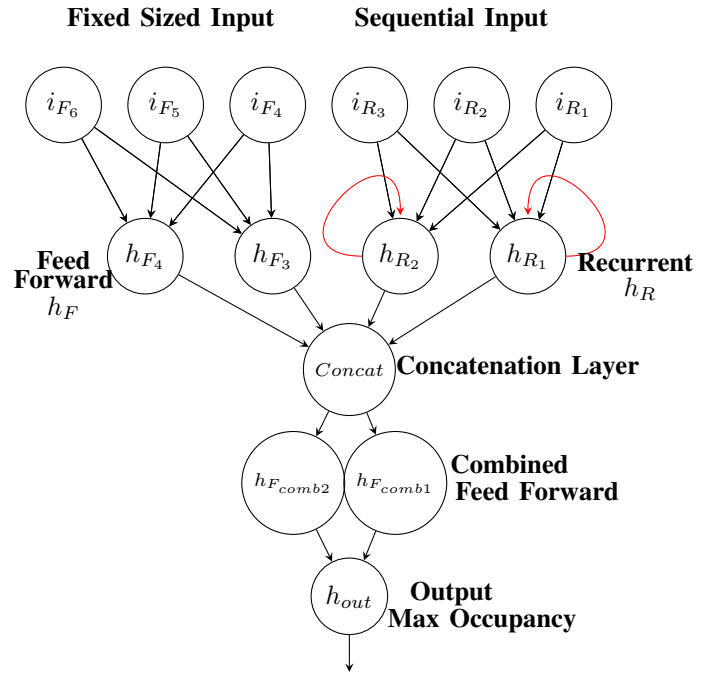 Fixed Sized Input
Sequential Input
i_{F_6}
i_{F_5}
i_{F_4}
i_{R_3}
i_{R_2}
i_{R_1}
h_{F_4}
h_{F_3}
h_{R_2}
h_{R_1}
Feed
Forward
h_F
Recurrent
h_R
Concat
Concatenation Layer
h_{F_{comb2}}
h_{F_{comb1}}
Combined
Feed Forward
h_{out}
Output
Max Occupancy